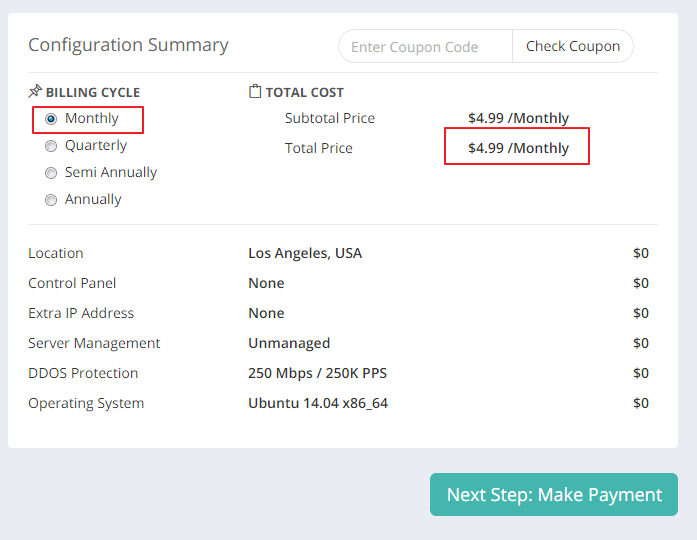 Configuration Summary
Enter Coupon Code Check Coupon
BILLING CYCLE TOTAL COST
Monthly Subtotal Price $4.99 /Monthly
Quarterly Total Price $4.99 /Monthly
Semi Annually
Annually
Location Los Angeles, USA $0
Control Panel None $0
Extra IP Address None $0
Server Management Unmanaged $0
DDOS Protection 250 Mbps / 250K PPS $0
Operating System Ubuntu 14.04 x86_64 $0
Next Step: Make Payment